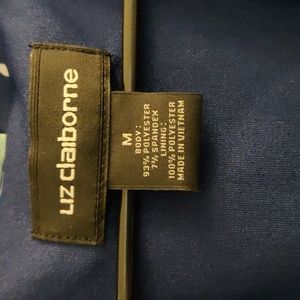 Liz claiborne
M
BODY:
93% POLYESTER
7% SPANDEX
LINING:
100% POLYESTER
MADE IN VIETNAM